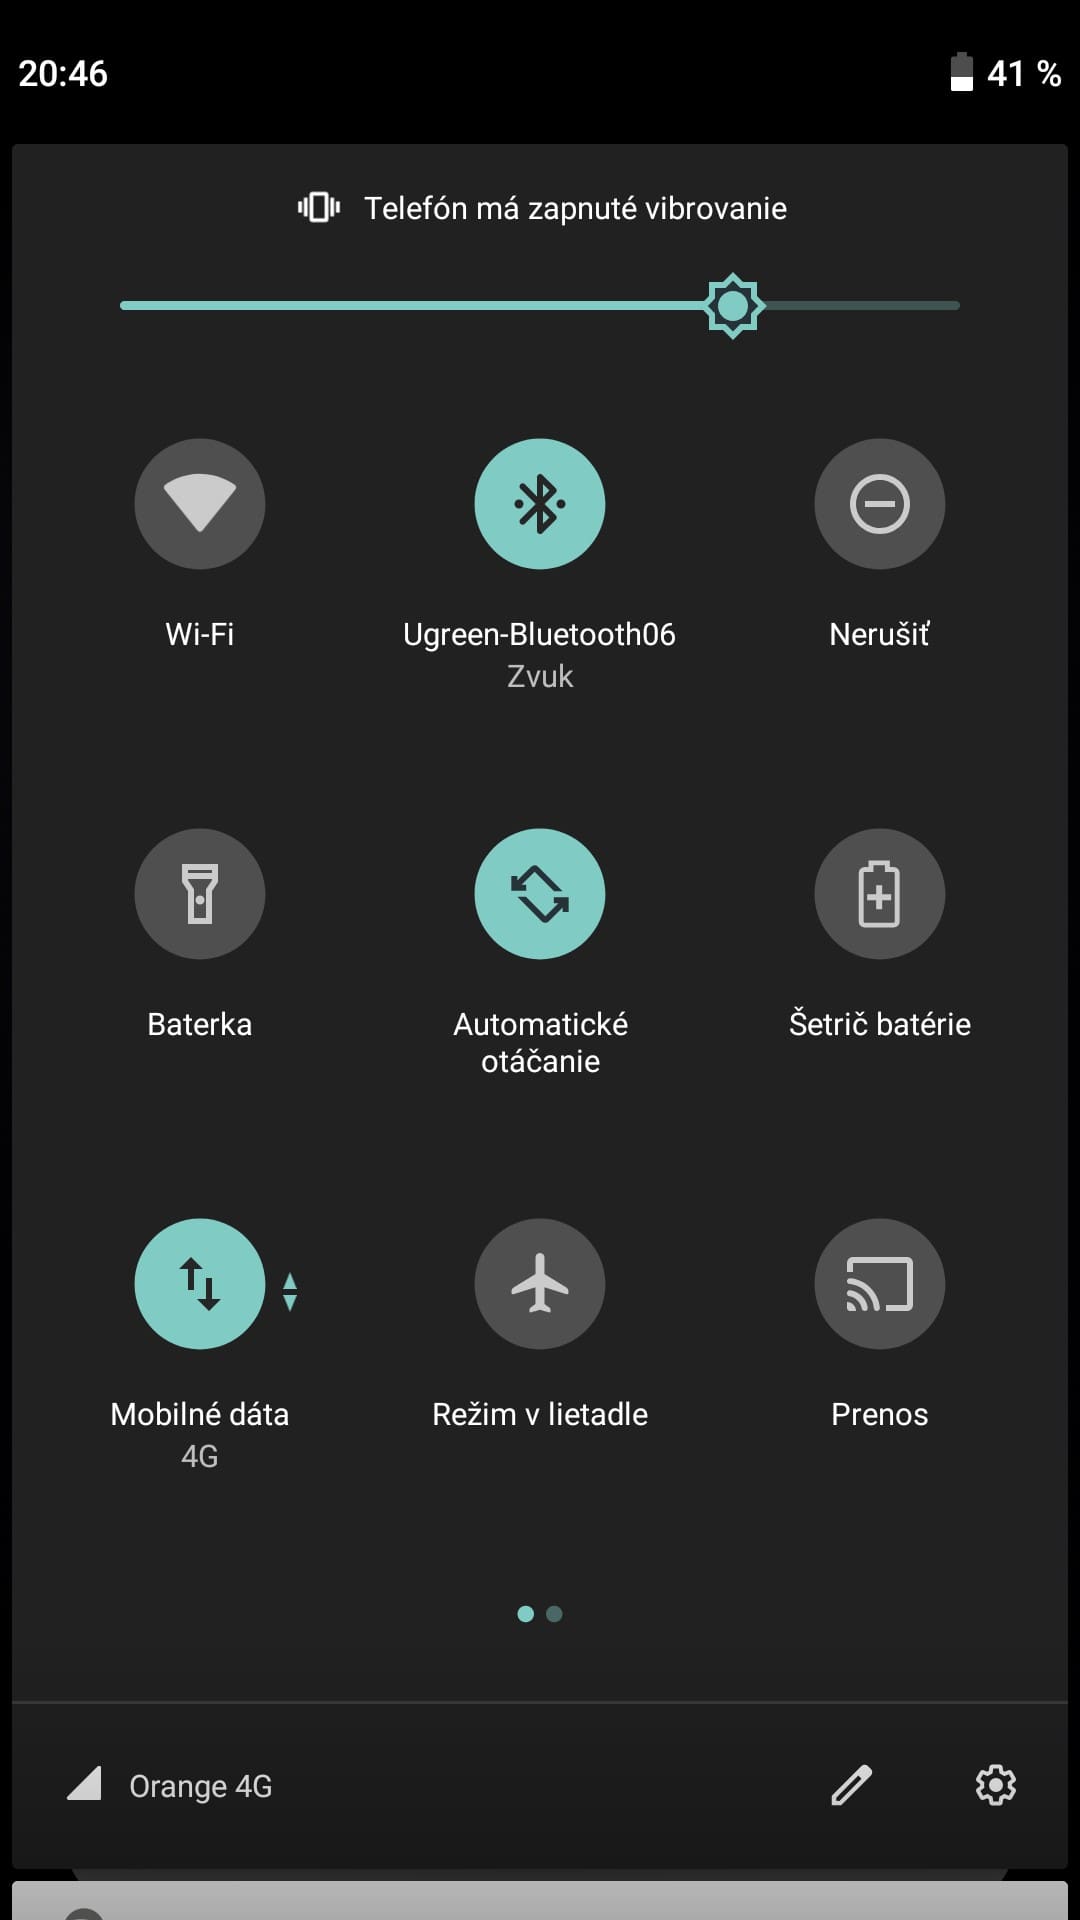 20:46
41 %
Telefón má zapnuté vibrovanie
Wi-Fi
Ugreen-Bluetooth06
Zvuk
Nerušiť
Baterka
Automatické
otáčanie
Šetrič batérie
Mobilné dáta
4G
Režim v lietadle
Prenos
Orange 4G